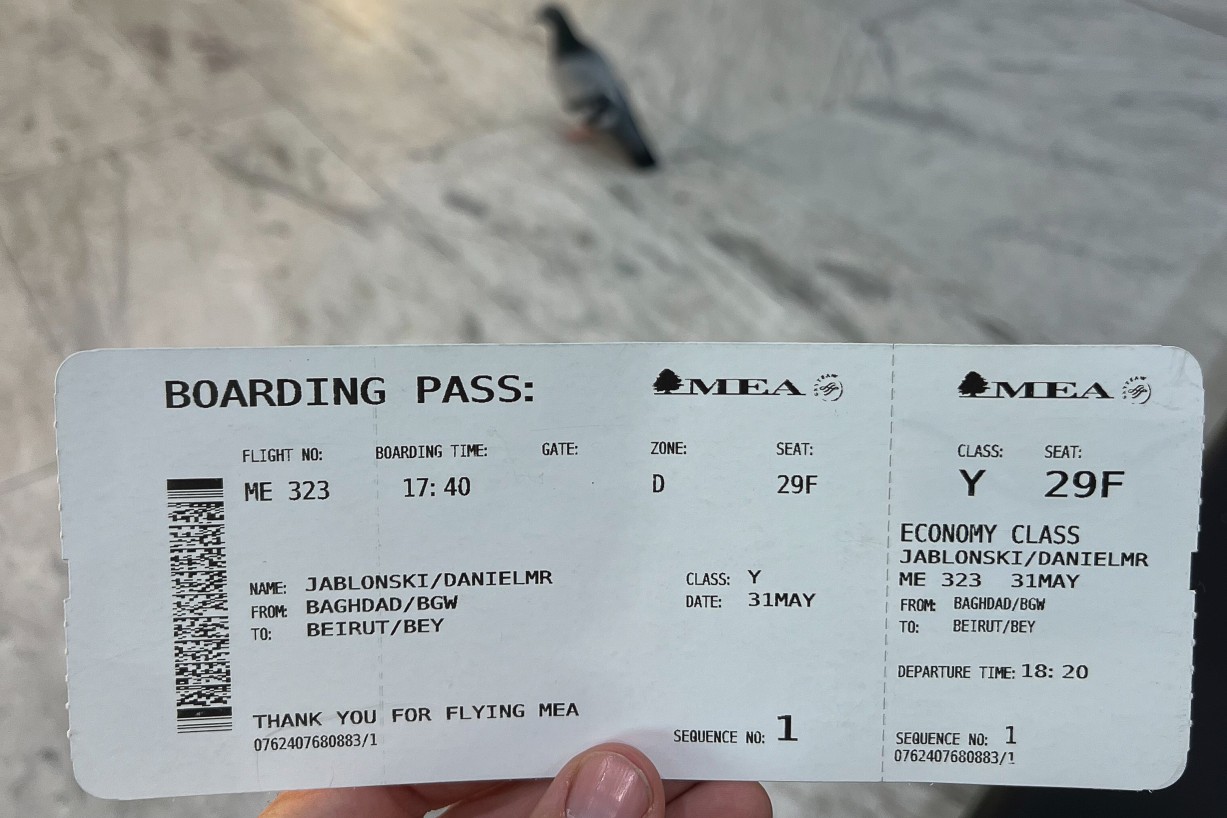 BOARDING PASS:
MEA
FLIGHT NO: BOARDING TIME: GATE: ZONE: SEAT:
ME 323 17:40 D 29F
NAME: JABLONSKI/DANIELMR
FROM: BAGHDAD/BGW
TO: BEIRUT/BEY
CLASS: Y
DATE: 31MAY
THANK YOU FOR FLYING MEA
0762407680883/1
SEQUENCE NO: 1
MEA
CLASS: SEAT:
Y 29F
ECONOMY CLASS
JABLONSKI/DANIELMR
ME 323 31MAY
FROM: BAGHDAD/BGW
TO: BEIRUT/BEY
DEPARTURE TIME: 18:20
SEQUENCE NO: 1
0762407680883/1